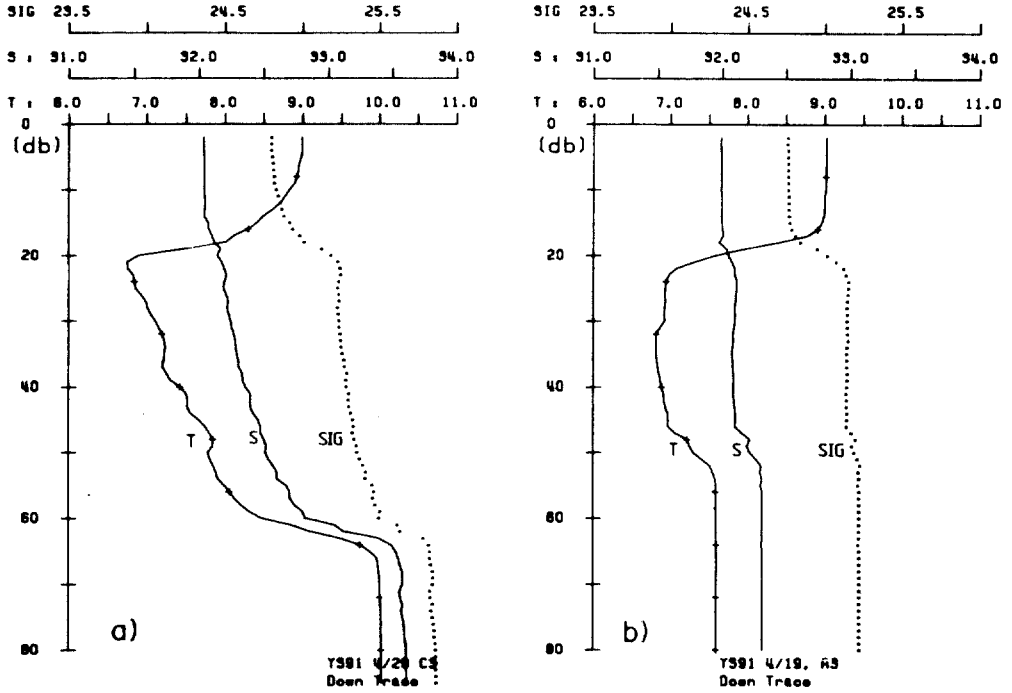 SIG 23.5 24.5 25.5
S : 31.0 32.0 33.0 34.0
T : 6.0 7.0 8.0 9.0 10.0 11.0
0
(db)
20
40
T S SIG
60
a)
80
TS91 4/20 CS
Down Trace
SIG 23.5 24.5 25.5
S : 31.0 32.0 33.0 34.0
T : 6.0 7.0 8.0 9.0 10.0 11.0
0
(db)
20
40
T S SIG
60
b)
80
TS91 4/19, AS
Down Trace